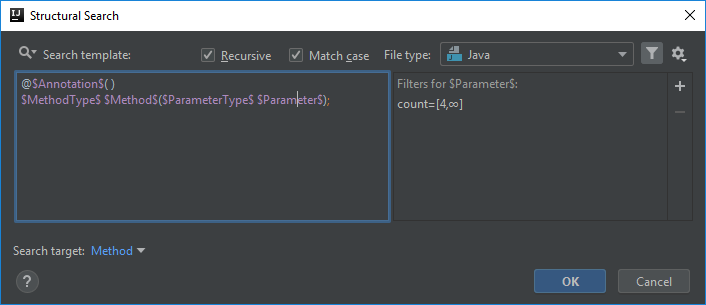 Structural Search
Search template:
Recursive
Match case
File type:
Java
@$Annotation$( )
$MethodType$ $Method$($ParameterType$ $Parameter$);
Filters for $Parameter$:
count=[4,∞]
Search target: Method
?
OK
Cancel